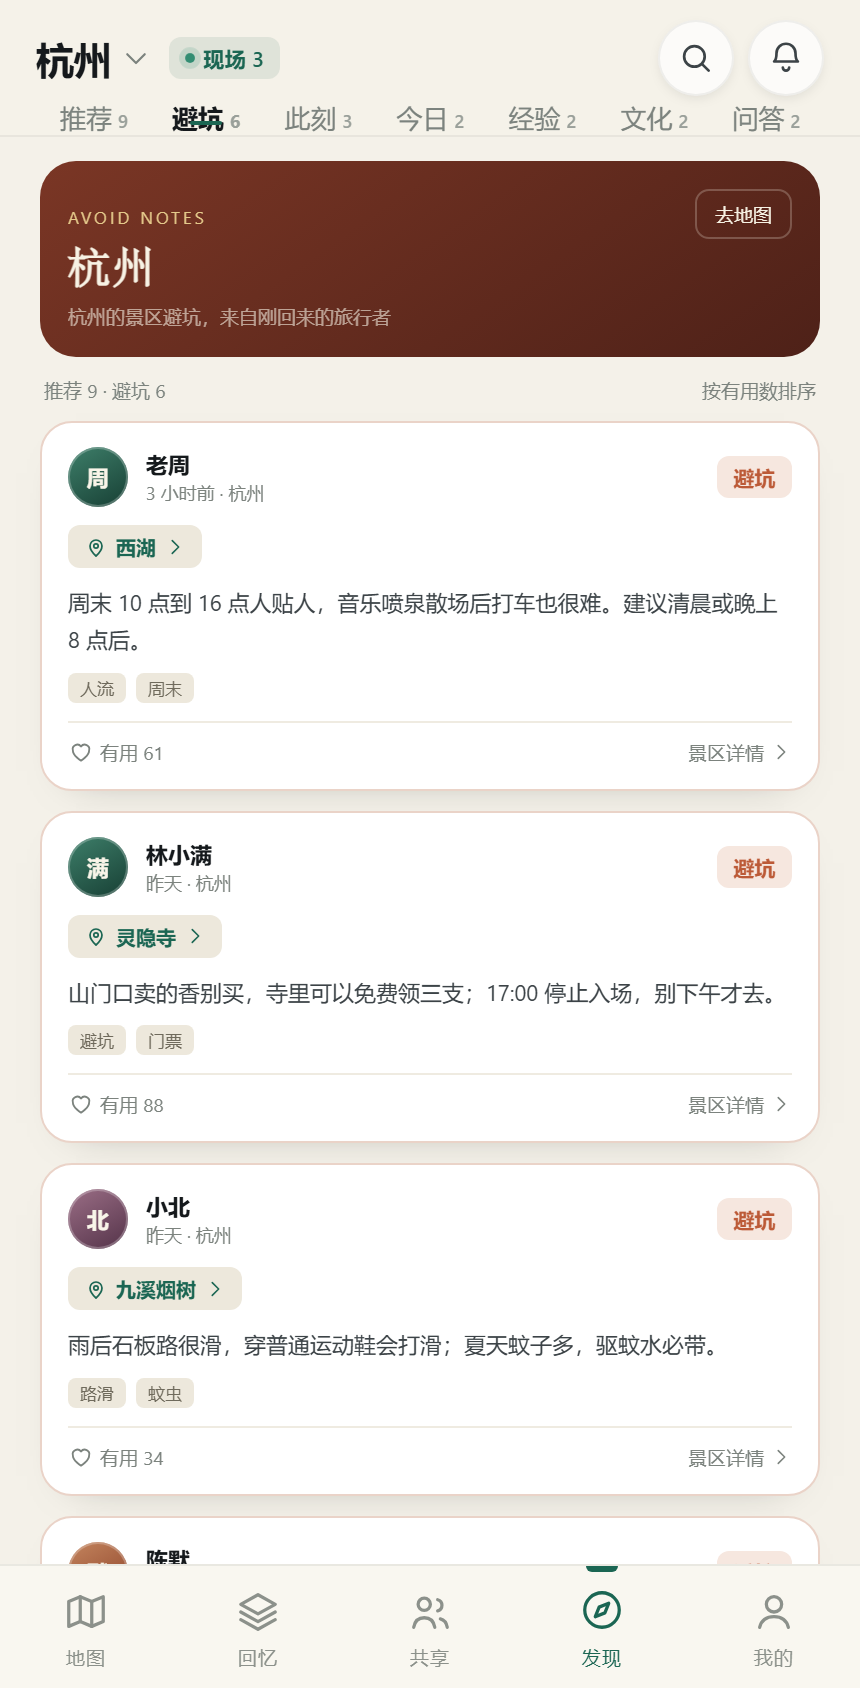 杭州
现场 3
推荐 9
避坑 6
此刻 3
今日 2
经验 2
文化 2
问答 2
AVOID NOTES
去地图
杭州
杭州的景区避坑，来自刚回来的旅行者
推荐 9 · 避坑 6
按有用数排序
周
老周
3 小时前 · 杭州
避坑
西湖
周末 10 点到 16 点人贴人，音乐喷泉散场后打车也很难。建议清晨或晚上
8 点后。
人流
周末
有用 61
景区详情
满
林小满
昨天 · 杭州
避坑
灵隐寺
山门口卖的香别买，寺里可以免费领三支；17:00 停止入场，别下午才去。
避坑
门票
有用 88
景区详情
北
小北
昨天 · 杭州
避坑
九溪烟树
雨后石板路很滑，穿普通运动鞋会打滑；夏天蚊子多，驱蚊水必带。
路滑
蚊虫
有用 34
景区详情
陈默
地图
回忆
共享
发现
我的